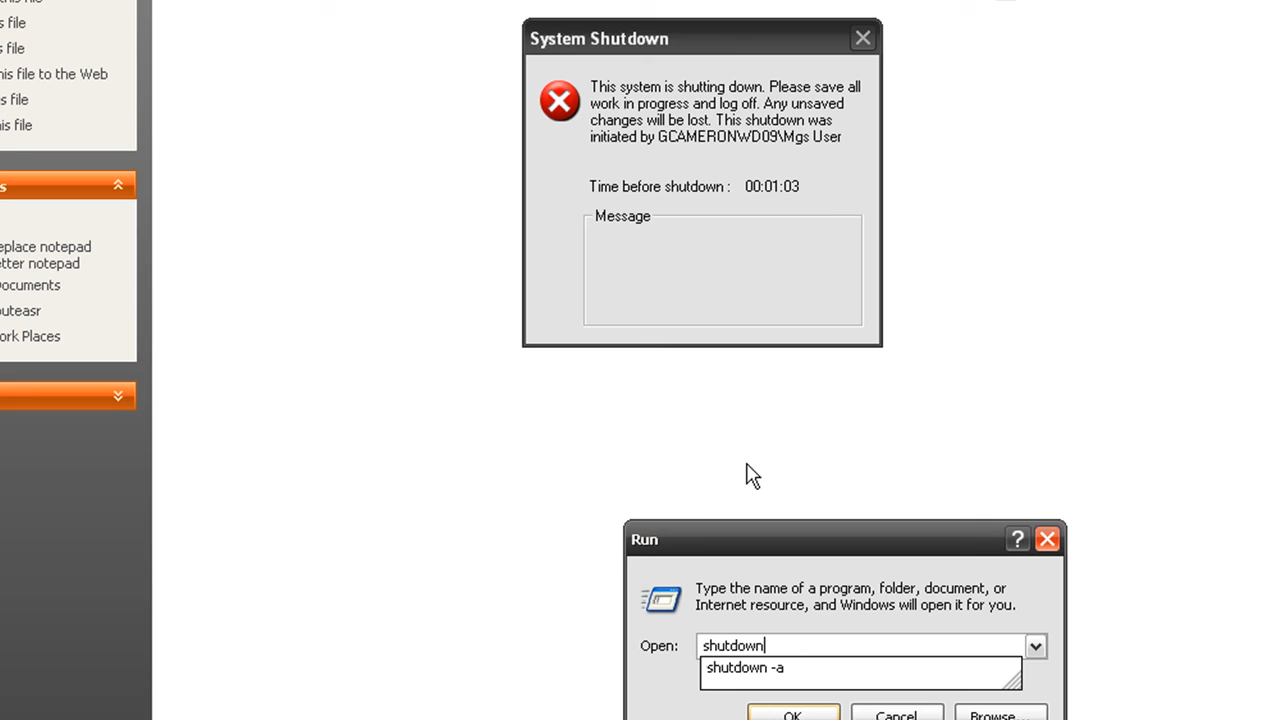 s file
s file
his file to the Web
is file
his file
s
eplace notepad
etter notepad
Documents
outeasr
ork Places
System Shutdown
This system is shutting down. Please save all
work in progress and log off. Any unsaved
changes will be lost. This shutdown was
initiated by GCAMERONWD09\Mgs User
Time before shutdown : 00:01:03
Message
Run
Type the name of a program, folder, document, or
Internet resource, and Windows will open it for you.
Open: shutdown
shutdown -a
OK Cancel Browse...